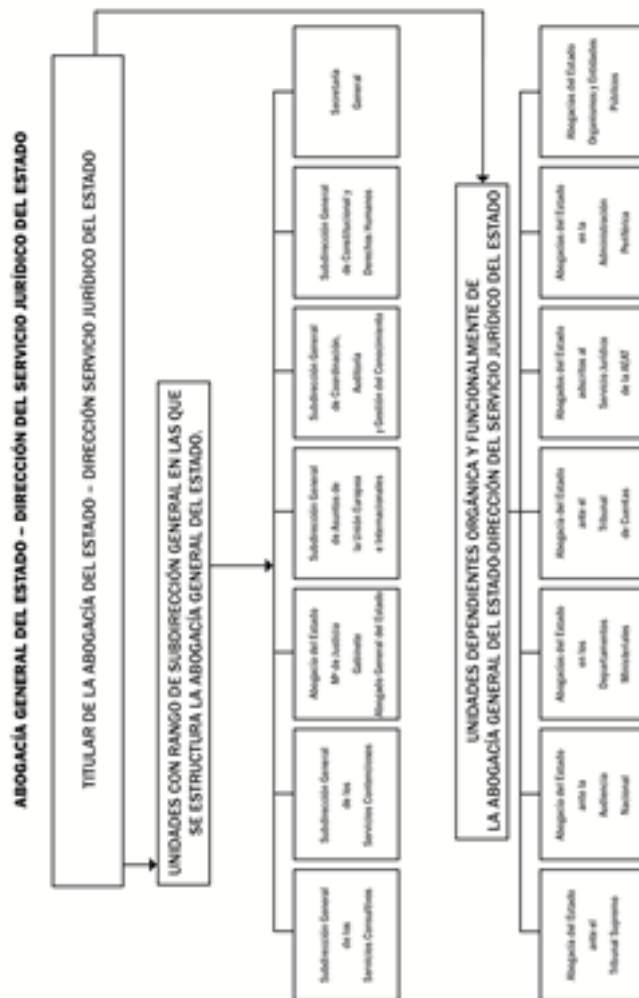 ABOGACÍA GENERAL DEL ESTADO – DIRECCIÓN DEL SERVICIO JURÍDICO DEL ESTADO
TITULAR DE LA ABOGACÍA DEL ESTADO – DIRECCIÓN SERVICIO JURÍDICO DEL ESTADO
UNIDADES CON RANGO DE SUBDIRECCIÓN GENERAL EN LAS QUE
SE ESTRUCTURA LA ABOGACÍA GENERAL DEL ESTADO.
Subdirección General
de los
Servicios Consultivos
Subdirección General
de los
Servicios Contenciosos
Abogacía del Estado
Mº de Justicia
Gabinete
Abogado General del Estado
Subdirección General
de Asuntos de
la Unión Europea
e Internacionales
Subdirección General
de Coordinación,
Auditoría
y Gestión del Conocimiento
Subdirección General
de Constitucional y
Derechos Humanos
Secretaría
General
UNIDADES DEPENDIENTES ORGÁNICA Y FUNCIONALMENTE DE
LA ABOGACÍA GENERAL DEL ESTADO-DIRECCIÓN DEL SERVICIO JURÍDICO DEL ESTADO
Abogacía del Estado
ante el
Tribunal Supremo
Abogacía del Estado
ante la
Audiencia
Nacional
Abogacías del Estado
en los
Departamentos
Ministeriales
Abogacía del Estado
ante el
Tribunal
de Cuentas
Abogados del Estado
adscritos al
Servicio Jurídico
de la AEAT
Abogacías del Estado
en la
Administración
Periférica
Abogacías del Estado
Organismos y Entidades
Públicos